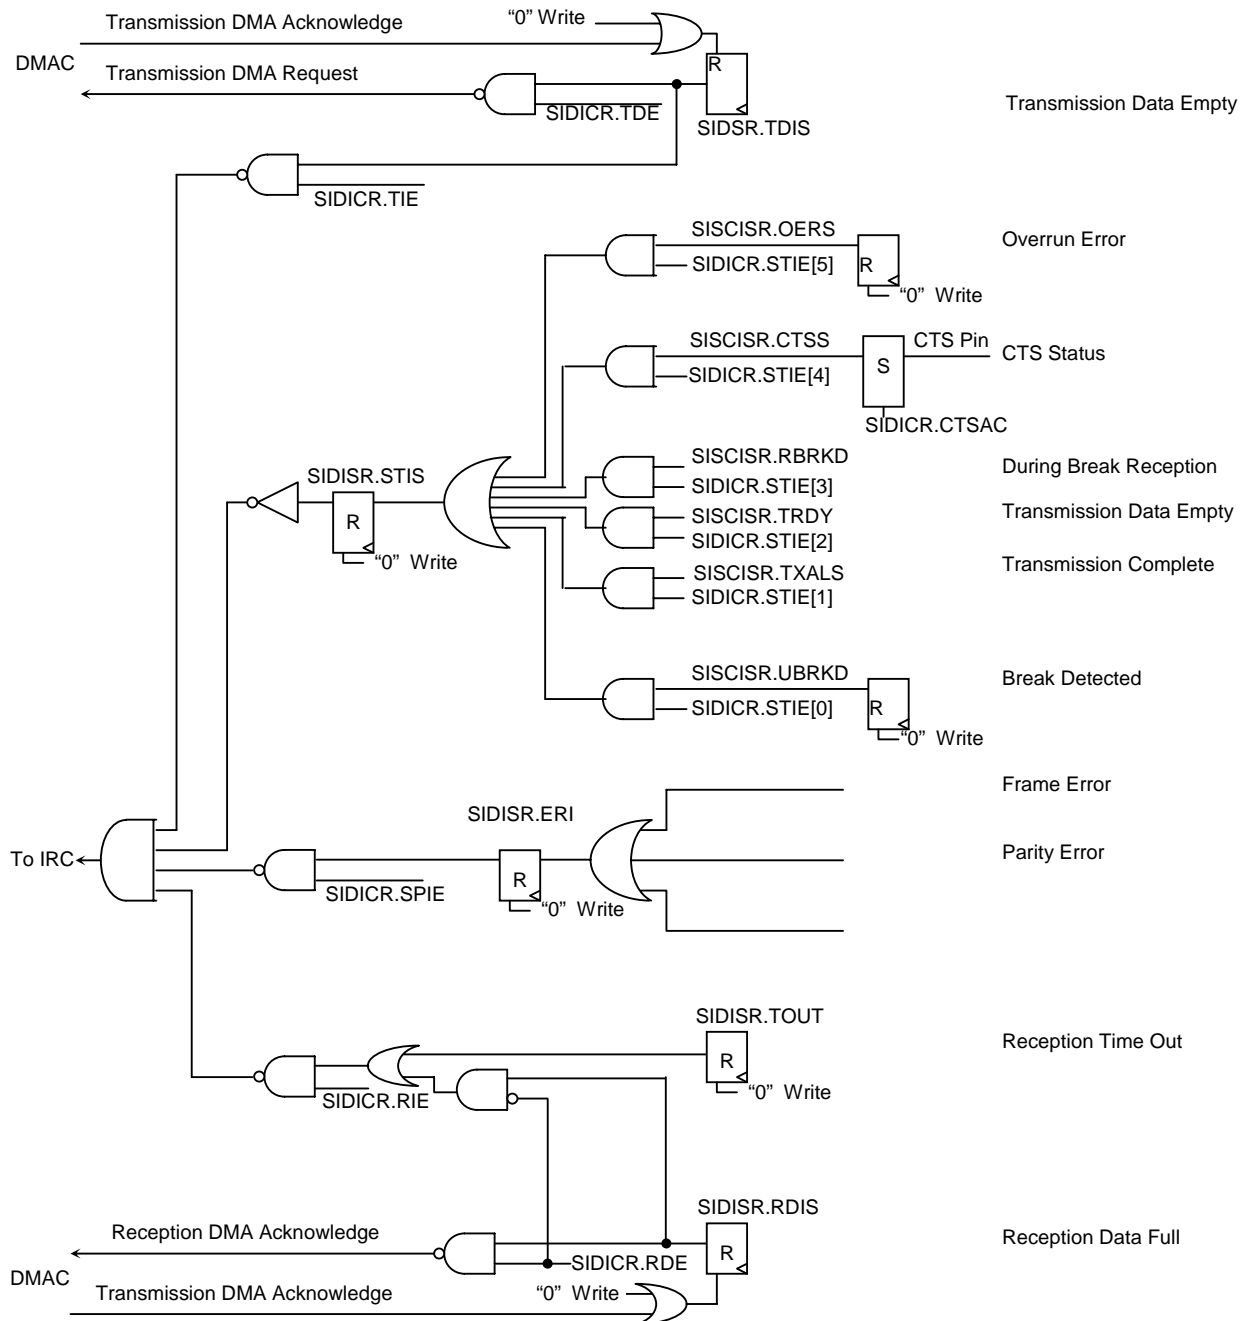 Transmission DMA Acknowledge
“0” Write
DMAC
Transmission DMA Request
R
SIDICR.TDE
SIDSR.TDIS
Transmission Data Empty
SIDICR.TIE
SISCISR.OERS
SIDICR.STIE[5]
R
“0” Write
Overrun Error
SISCISR.CTSS
SIDICR.STIE[4]
S
CTS Pin
CTS Status
SIDICR.CTSAC
SISCISR.RBRKD
SIDICR.STIE[3]
During Break Reception
SIDISR.STIS
R
“0” Write
SISCISR.TRDY
SIDICR.STIE[2]
Transmission Data Empty
SISCISR.TXALS
SIDICR.STIE[1]
Transmission Complete
SISCISR.UBRKD
SIDICR.STIE[0]
R
“0” Write
Break Detected
Frame Error
SIDISR.ERI
To IRC
SIDICR.SPIE
R
“0” Write
Parity Error
SIDISR.TOUT
R
“0” Write
Reception Time Out
SIDICR.RIE
SIDISR.RDIS
Reception DMA Acknowledge
R
Reception Data Full
SIDICR.RDE
DMAC
“0” Write
Transmission DMA Acknowledge